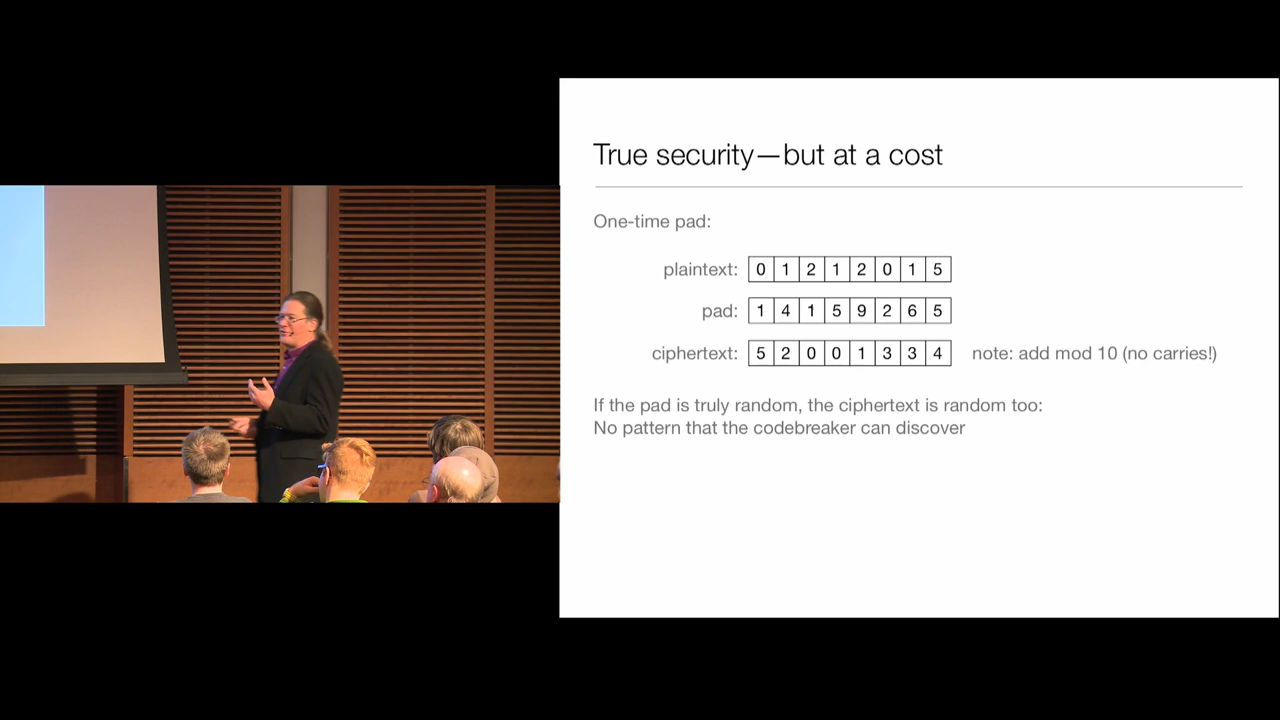 True security—but at a cost
One-time pad:
plaintext: 0 1 2 1 2 0 1 5
pad: 1 4 1 5 9 2 6 5
ciphertext: 5 2 0 0 1 3 3 4 note: add mod 10 (no carries!)
If the pad is truly random, the ciphertext is random too:
No pattern that the codebreaker can discover